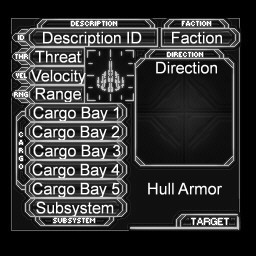 DESCRIPTION
FACTION
ID
Description ID
Faction
THR
Threat
DIRECTION
VEL
Velocity
Direction
RNG
Range
CARGO
Cargo Bay 1
Cargo Bay 2
Cargo Bay 3
Cargo Bay 4
Cargo Bay 5
Hull Armor
Subsystem
SUBSYSTEM
TARGET